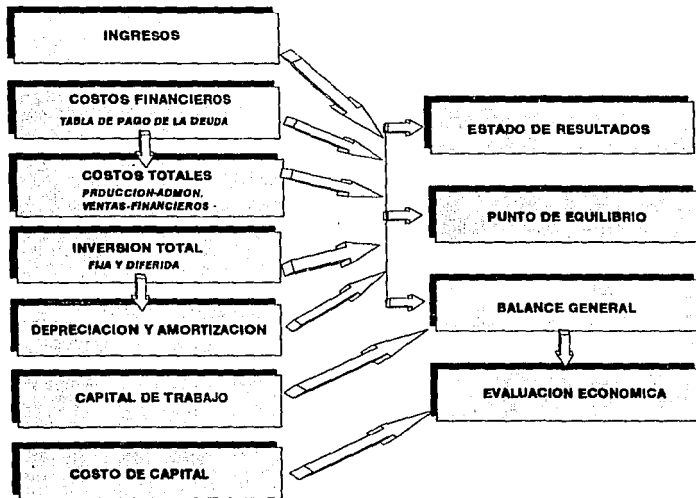 INGRESOS
COSTOS FINANCIEROS
TABLA DE PAGO DE LA DEUDA
COSTOS TOTALES
PRDUCCION-ADMON.
VENTAS-FINANCIEROS -
INVERSION TOTAL
FIJA Y DIFERIDA
DEPRECIACION Y AMORTIZACION
CAPITAL DE TRABAJO
COSTO DE CAPITAL
ESTADO DE RESULTADOS
PUNTO DE EQUILIBRIO
BALANCE GENERAL
EVALUACION ECONOMICA